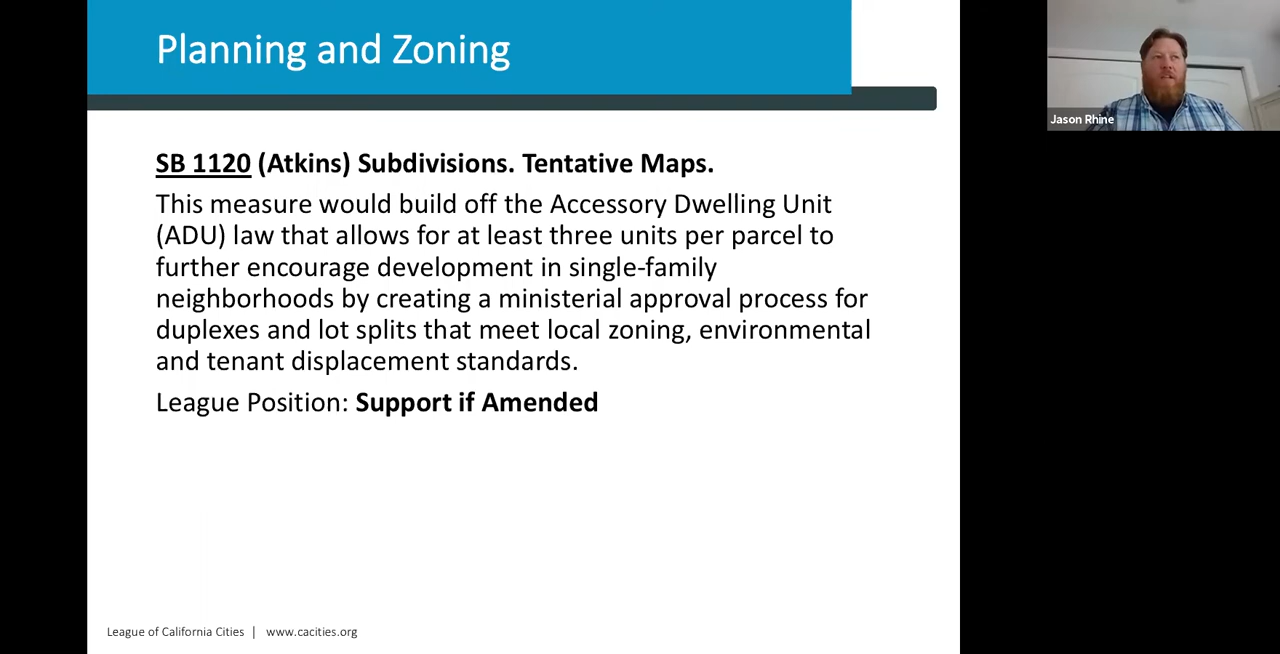 Planning and Zoning
Jason Rhine
SB 1120 (Atkins) Subdivisions. Tentative Maps.
This measure would build off the Accessory Dwelling Unit
(ADU) law that allows for at least three units per parcel to
further encourage development in single-family
neighborhoods by creating a ministerial approval process for
duplexes and lot splits that meet local zoning, environmental
and tenant displacement standards.
League Position: Support if Amended
League of California Cities | www.cacities.org